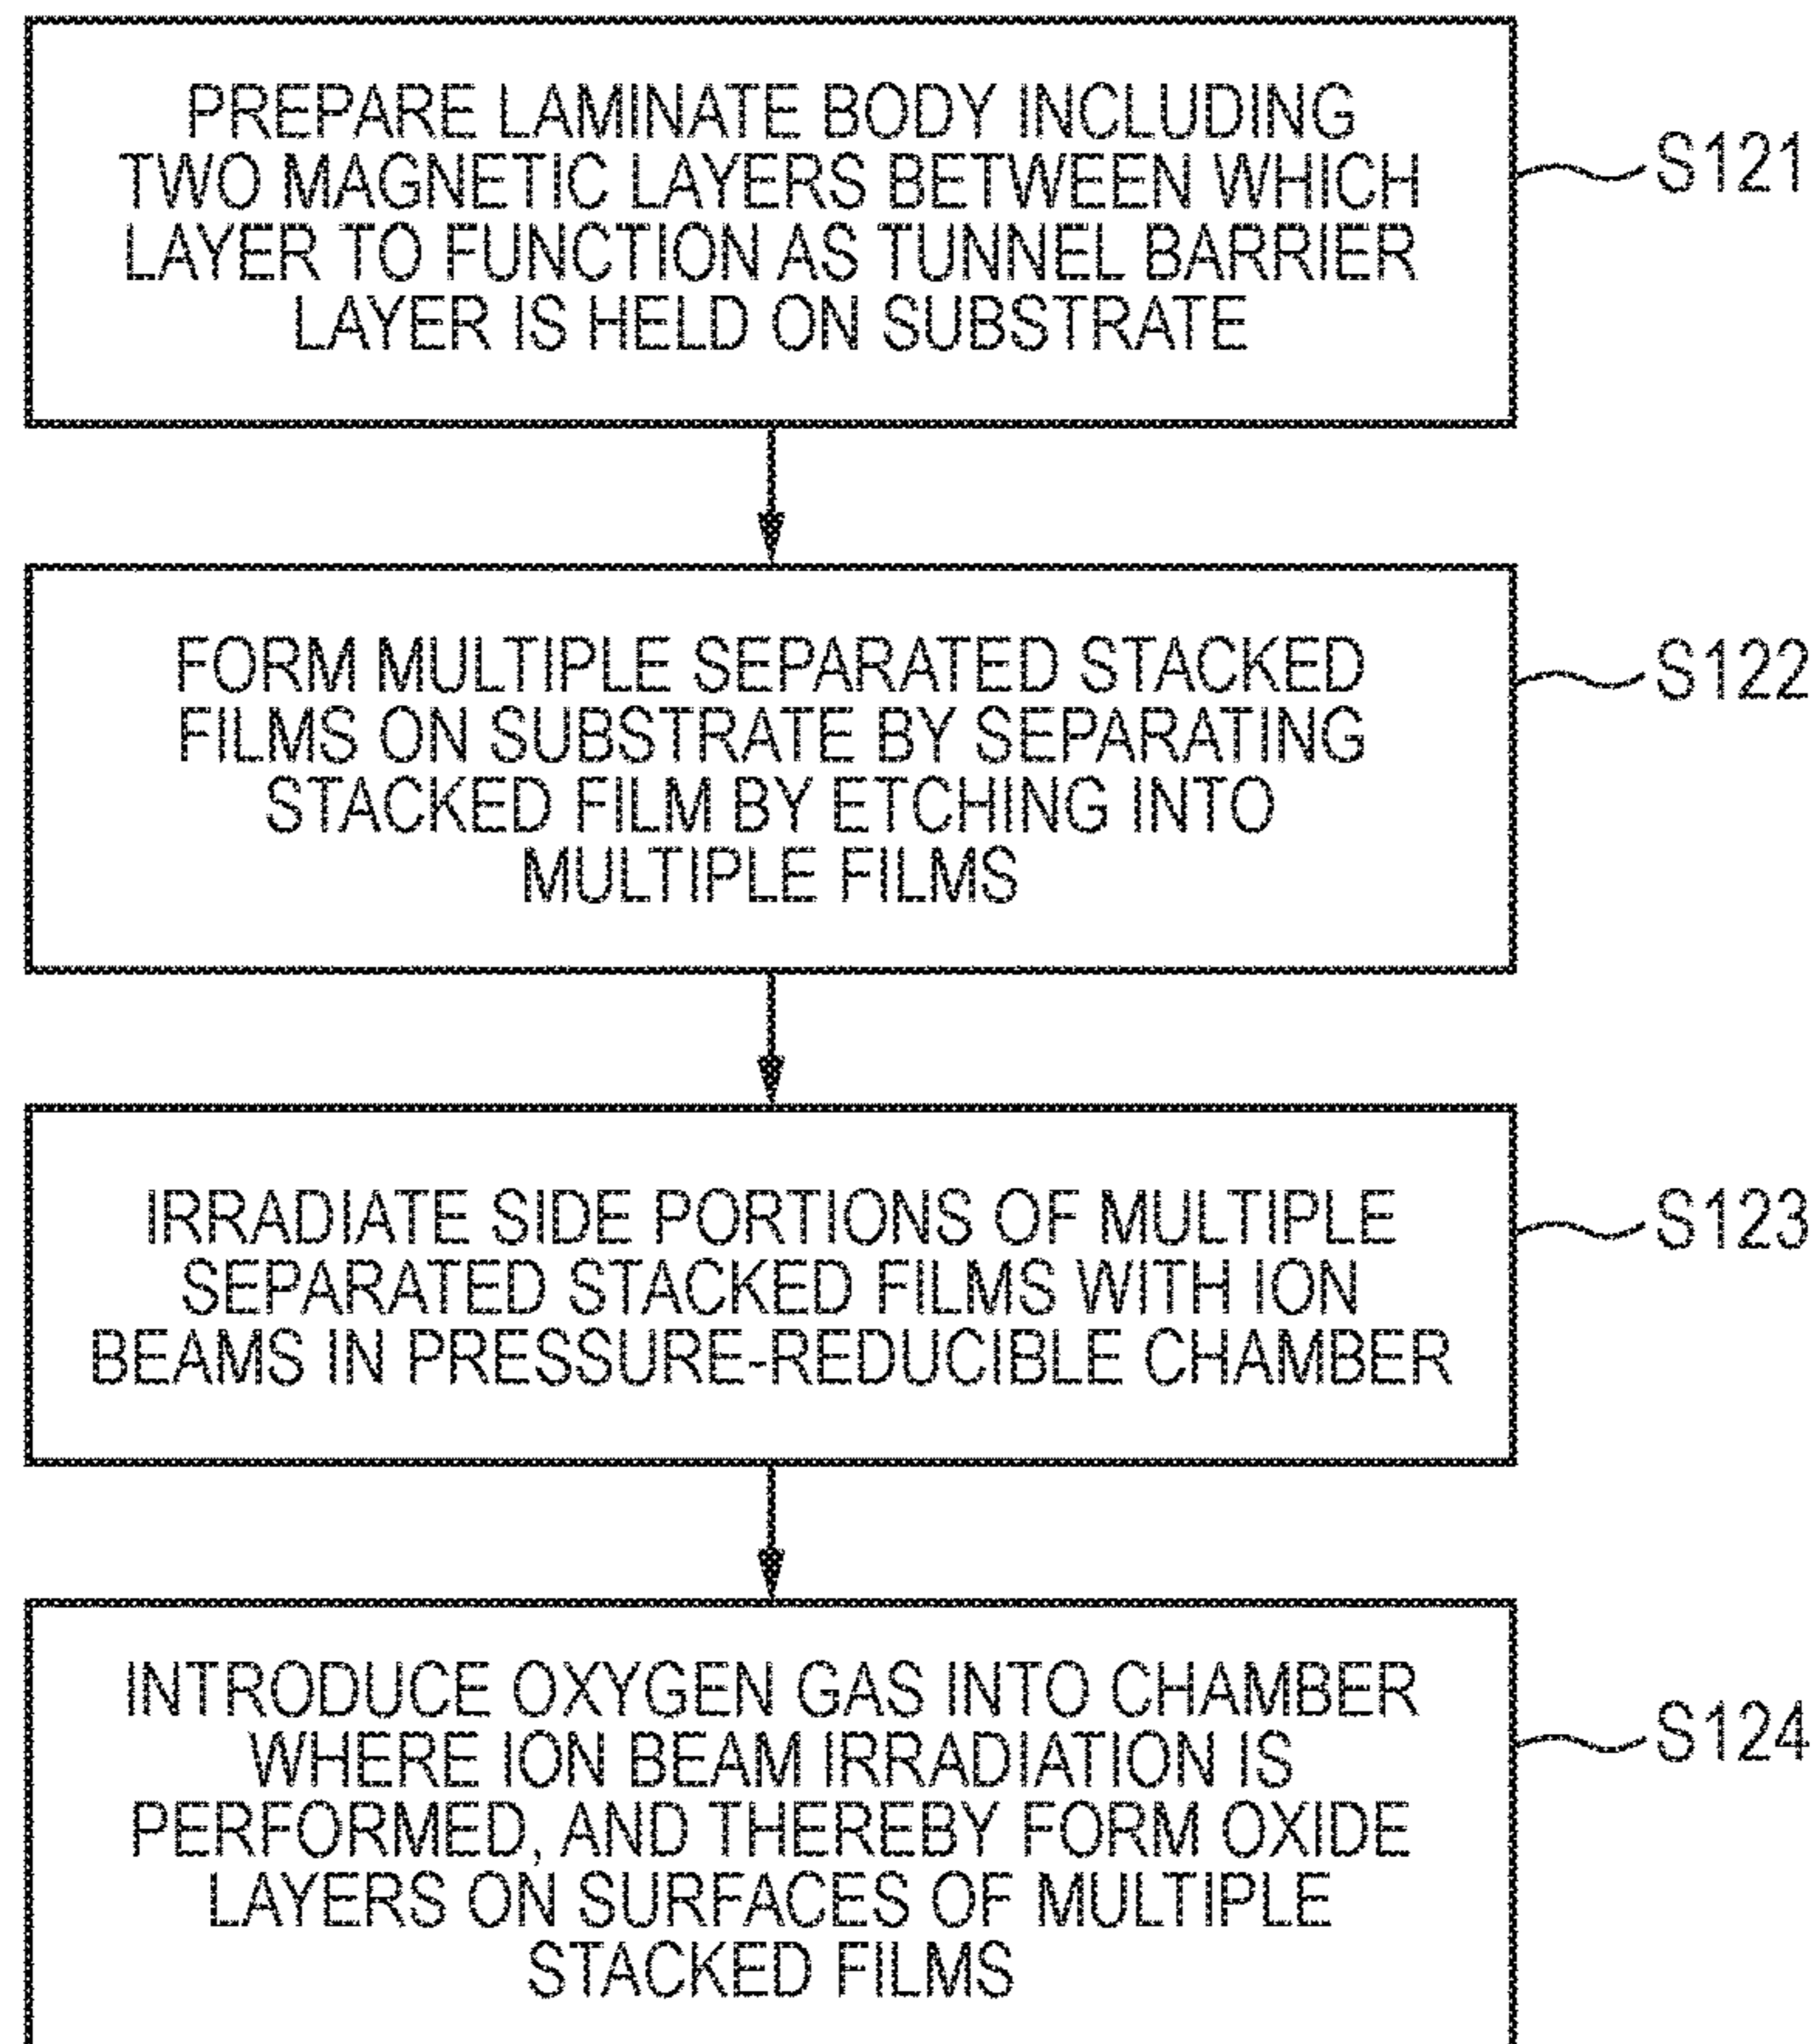 PREPARE LAMINATE BODY INCLUDING
TWO MAGNETIC LAYERS BETWEEN WHICH
LAYER TO FUNCTION AS TUNNEL BARRIER
LAYER IS HELD ON SUBSTRATE
S121
FORM MULTIPLE SEPARATED STACKED
FILMS ON SUBSTRATE BY SEPARATING
STACKED FILM BY ETCHING INTO
MULTIPLE FILMS
S122
IRRADIATE SIDE PORTIONS OF MULTIPLE
SEPARATED STACKED FILMS WITH ION
BEAMS IN PRESSURE-REDUCIBLE CHAMBER
S123
INTRODUCE OXYGEN GAS INTO CHAMBER
WHERE ION BEAM IRRADIATION IS
PERFORMED, AND THEREBY FORM OXIDE
LAYERS ON SURFACES OF MULTIPLE
STACKED FILMS
S124